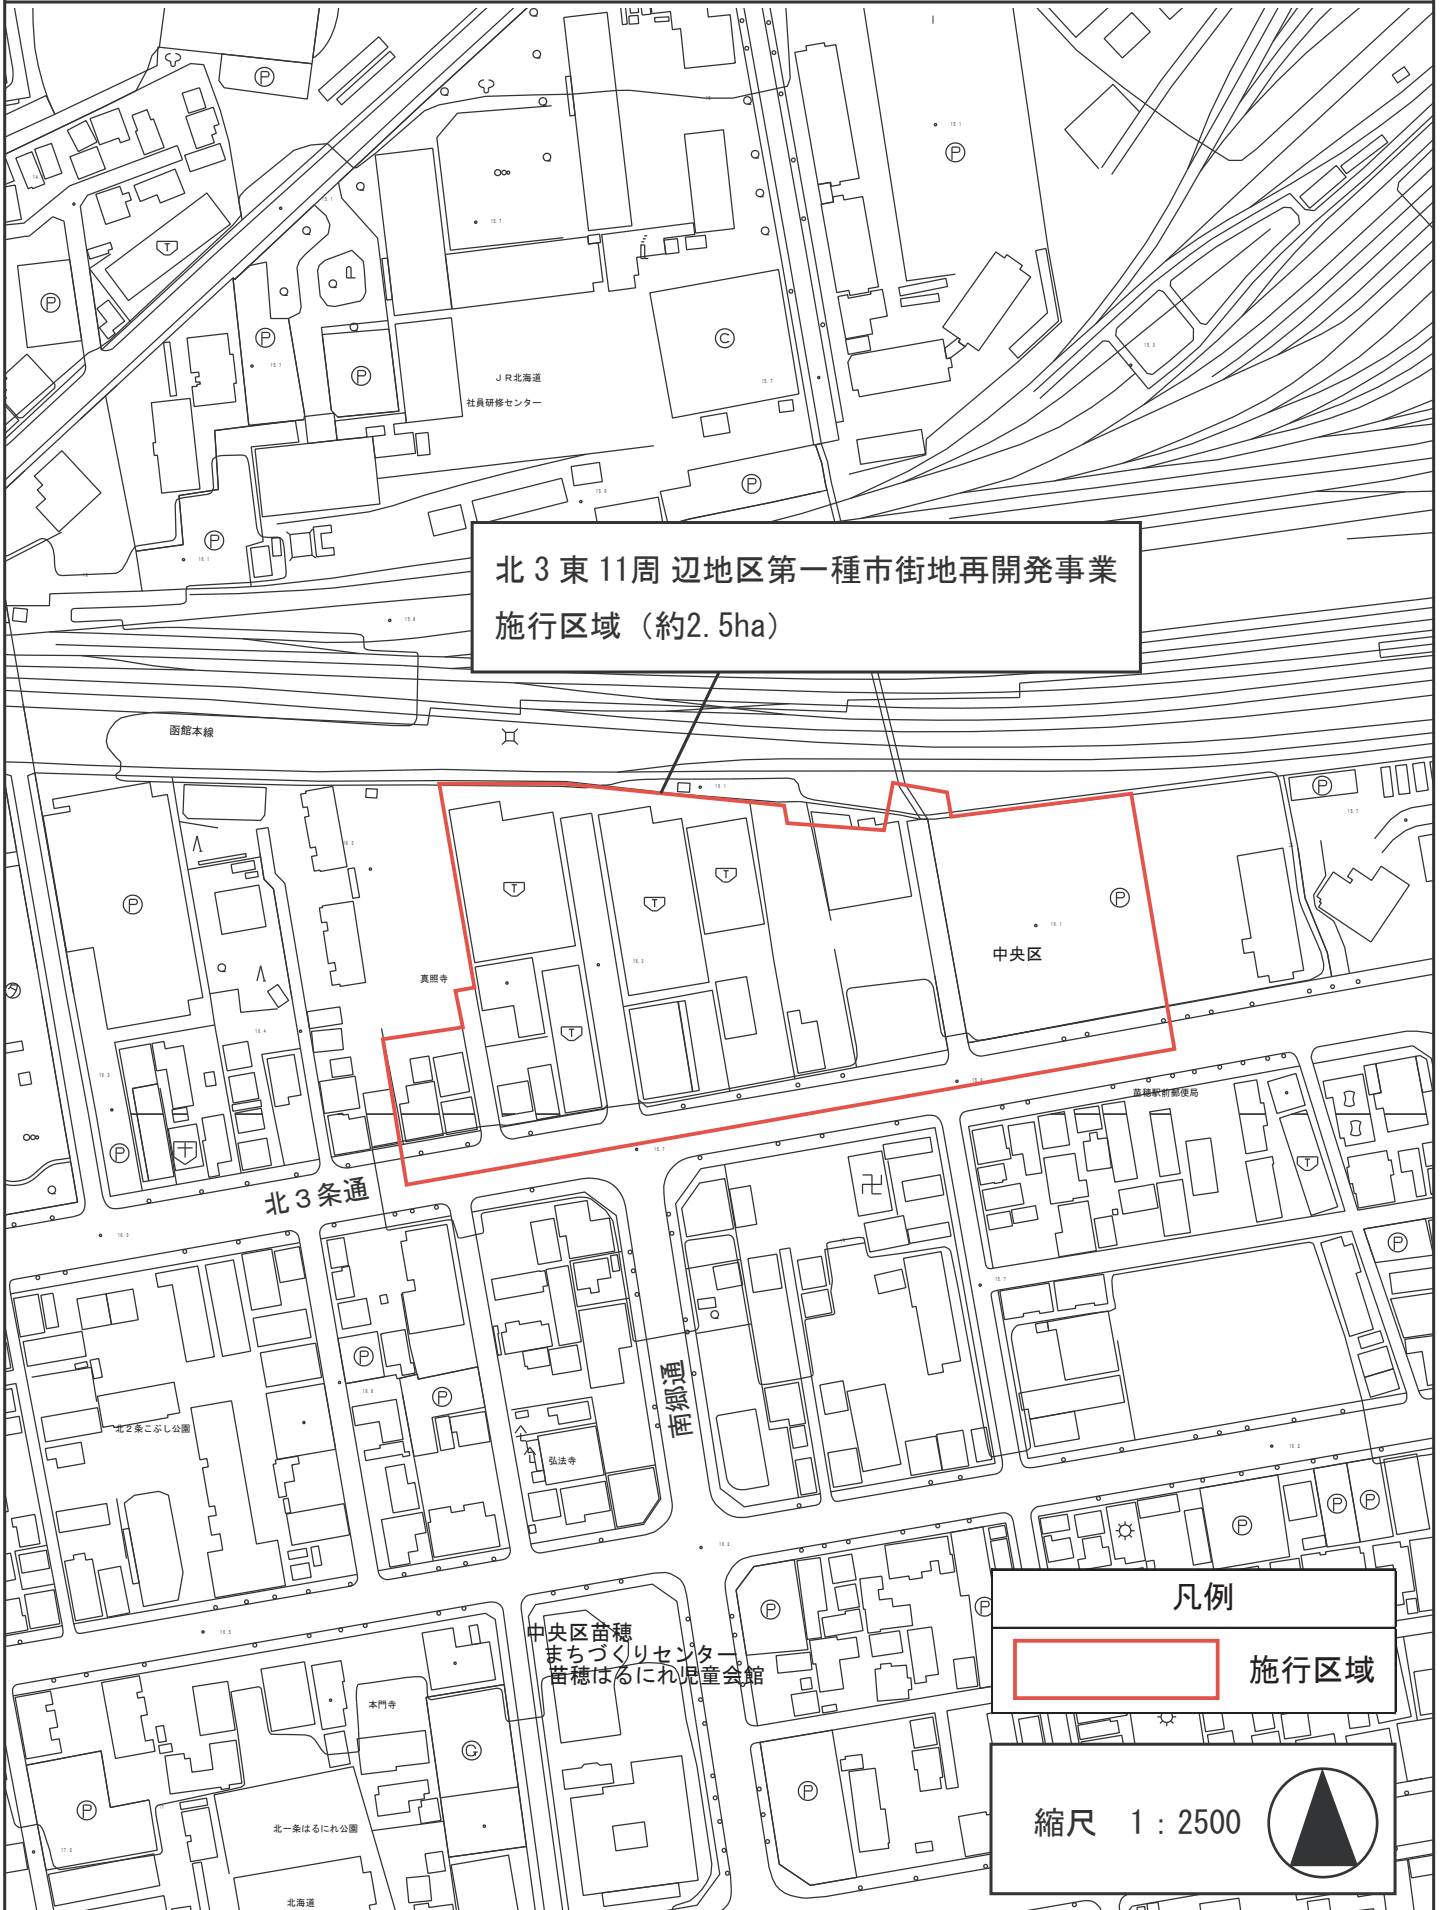 JR北海道
社員研修センター
北3東11周辺地区第一種市街地再開発事業
施行区域（約2.5ha）
函館本線
中央区
真照寺
苗穂駅前郵便局
北3条通
南郷通
北2条こぶし公園
弘法寺
中央区苗穂
まちづくりセンター
苗穂はるにれ児童会館
本門寺
北一条はるにれ公園
北海道
凡例
施行区域
縮尺　1：2500